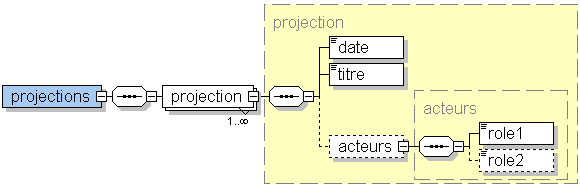 projection
date
titre
projections
projection
1..∞
acteurs
acteurs
role1
role2